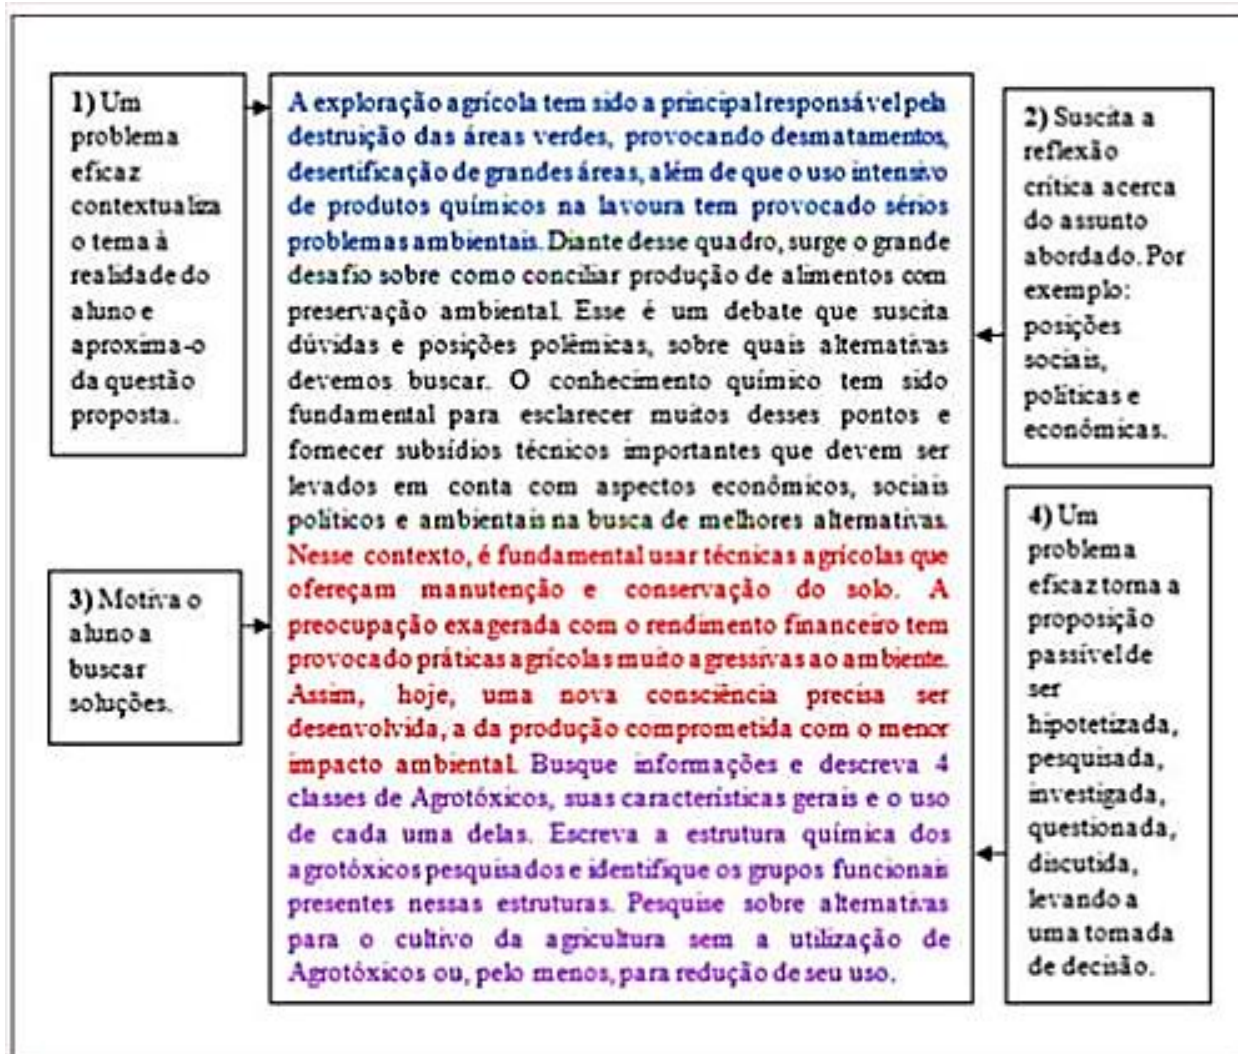 1) Um
problema
eficaz
contextualiza
o tema à
realidade do
aluno e
aproxima-o
da questão
proposta.
A exploração agrícola tem sido a principal responsável pela
destruição das áreas verdes, provocando desmatamentos,
desertificação de grandes áreas, além de que o uso intensivo
de produtos químicos na lavoura tem provocado sérios
problemas ambientais. Diante desse quadro, surge o grande
desafio sobre como conciliar produção de alimentos com
preservação ambiental. Esse é um debate que suscita
dúvidas e posições polêmicas, sobre quais alternativas
devemos buscar. O conhecimento químico tem sido
fundamental para esclarecer muitos desses pontos e
fornecer subsídios técnicos importantes que devem ser
levados em conta com aspectos econômicos, sociais
políticos e ambientais na busca de melhores alternativas.
Nesse contexto, é fundamental usar técnicas agrícolas que
ofereçam manutenção e conservação do solo. A
preocupação exagerada com o rendimento financeiro tem
provocado práticas agrícolas muito agressivas ao ambiente.
Assim, hoje, uma nova consciência precisa ser
desenvolvida, a da produção comprometida com o menor
impacto ambiental. Busque informações e descreva 4
classes de Agrotóxicos, suas características gerais e o uso
de cada uma delas. Escreva a estrutura química dos
agrotóxicos pesquisados e identifique os grupos funcionais
presentes nessas estruturas. Pesquise sobre alternativas
para o cultivo da agricultura sem a utilização de
Agrotóxicos ou, pelo menos, para redução de seu uso.
2) Suscita a
reflexão
crítica acerca
do assunto
abordado. Por
exemplo:
posições
sociais,
políticas e
econômicas.
3) Motiva o
aluno a
buscar
soluções.
4) Um
problema
eficaz torna a
proposição
passível de
ser
hipotetizada,
pesquisada,
investigada,
questionada,
discutida,
levando a
uma tomada
de decisão.